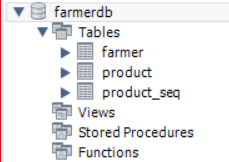 farmerdb
Tables
farmer
product
product_seq
Views
Stored Procedures
Functions